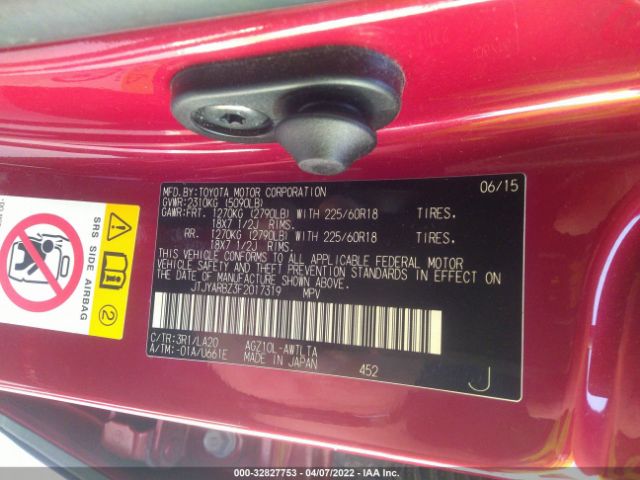 MFD.BY:TOYOTA MOTOR CORPORATION 06/15
GVWR:2310KG (5090LB)
GAWR:FRT. 1270KG (2790LB) WITH 225/60R18 TIRES.
18X7 1/2J RIMS.
RR. 1270KG (2790LB) WITH 225/60R18 TIRES.
18X7 1/2J RIMS.
THIS VEHICLE CONFORMS TO ALL APPLICABLE FEDERAL MOTOR
VEHICLE SAFETY AND THEFT PREVENTION STANDARDS IN EFFECT ON
THE DATE OF MANUFACTURE SHOWN ABOVE.
JTJYARBZ3F2017319 MPV
C/TR:3R1/LA20 AGZ10L-AWTLTA
A/TM:-01A/U661E MADE IN JAPAN
452 J
SRS SIDE AIRBAG
000-32827753 - 04/07/2022 - IAA Inc.